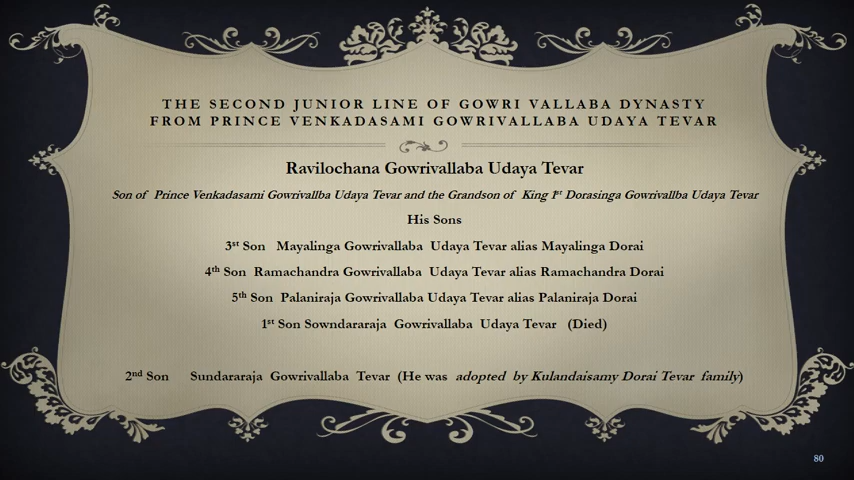 THE SECOND JUNIOR LINE OF GOWRI VALLABA DYNASTY
FROM PRINCE VENKADASAMI GOWRIVALLABA UDAYA TEVAR
Ravilochana Gowrivallaba Udaya Tevar
Son of Prince Venkadasami Gowrivallba Udaya Tevar and the Grandson of King 1st Dorasinga Gowrivallba Udaya Tevar
His Sons
3st Son Mayalinga Gowrivallaba Udaya Tevar alias Mayalinga Dorai
4th Son Ramachandra Gowrivallaba Udaya Tevar alias Ramachandra Dorai
5th Son Palaniraja Gowrivallaba Udaya Tevar alias Palaniraja Dorai
1st Son Sowndararaja Gowrivallaba Udaya Tevar (Died)
2nd Son Sundararaja Gowrivallaba Tevar (He was adopted by Kulandaisamy Dorai Tevar family)
80